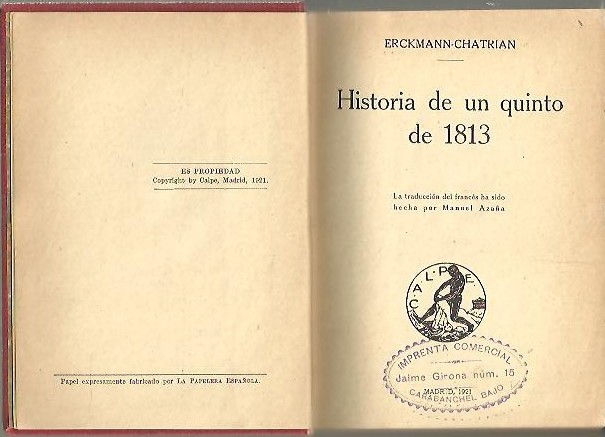 ES PROPIEDAD
Copyright by Calpe, Madrid, 1921.
Papel expresamente fabricado por LA PAPELERA ESPAÑOLA.
ERCKMANN-CHATRIAN
Historia de un quinto
de 1813
La traducción del francés ha sido
hecha por Manuel Azaña
CALPE
MADRID, 1921
IMPRENTA COMERCIAL
Jaime Girona núm. 15
CARABANCHEL BAJO